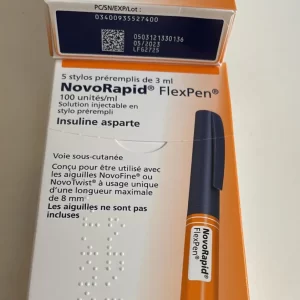 PC/SN/EXP/Lot :
03400935527400
0503121330136
05/2023
LFG2725
5 stylos préremplis de 3 ml
NovoRapid® FlexPen®
100 unités/ml
Solution injectable en
stylo prérempli
Insuline asparte
Voie sous-cutanée
Conçu pour être utilisé avec
les aiguilles NovoFine® ou
NovoTwist® à usage unique
d'une longueur maximale
de 8 mm
Les aiguilles ne sont pas
incluses
NovoRapid®
FlexPen®